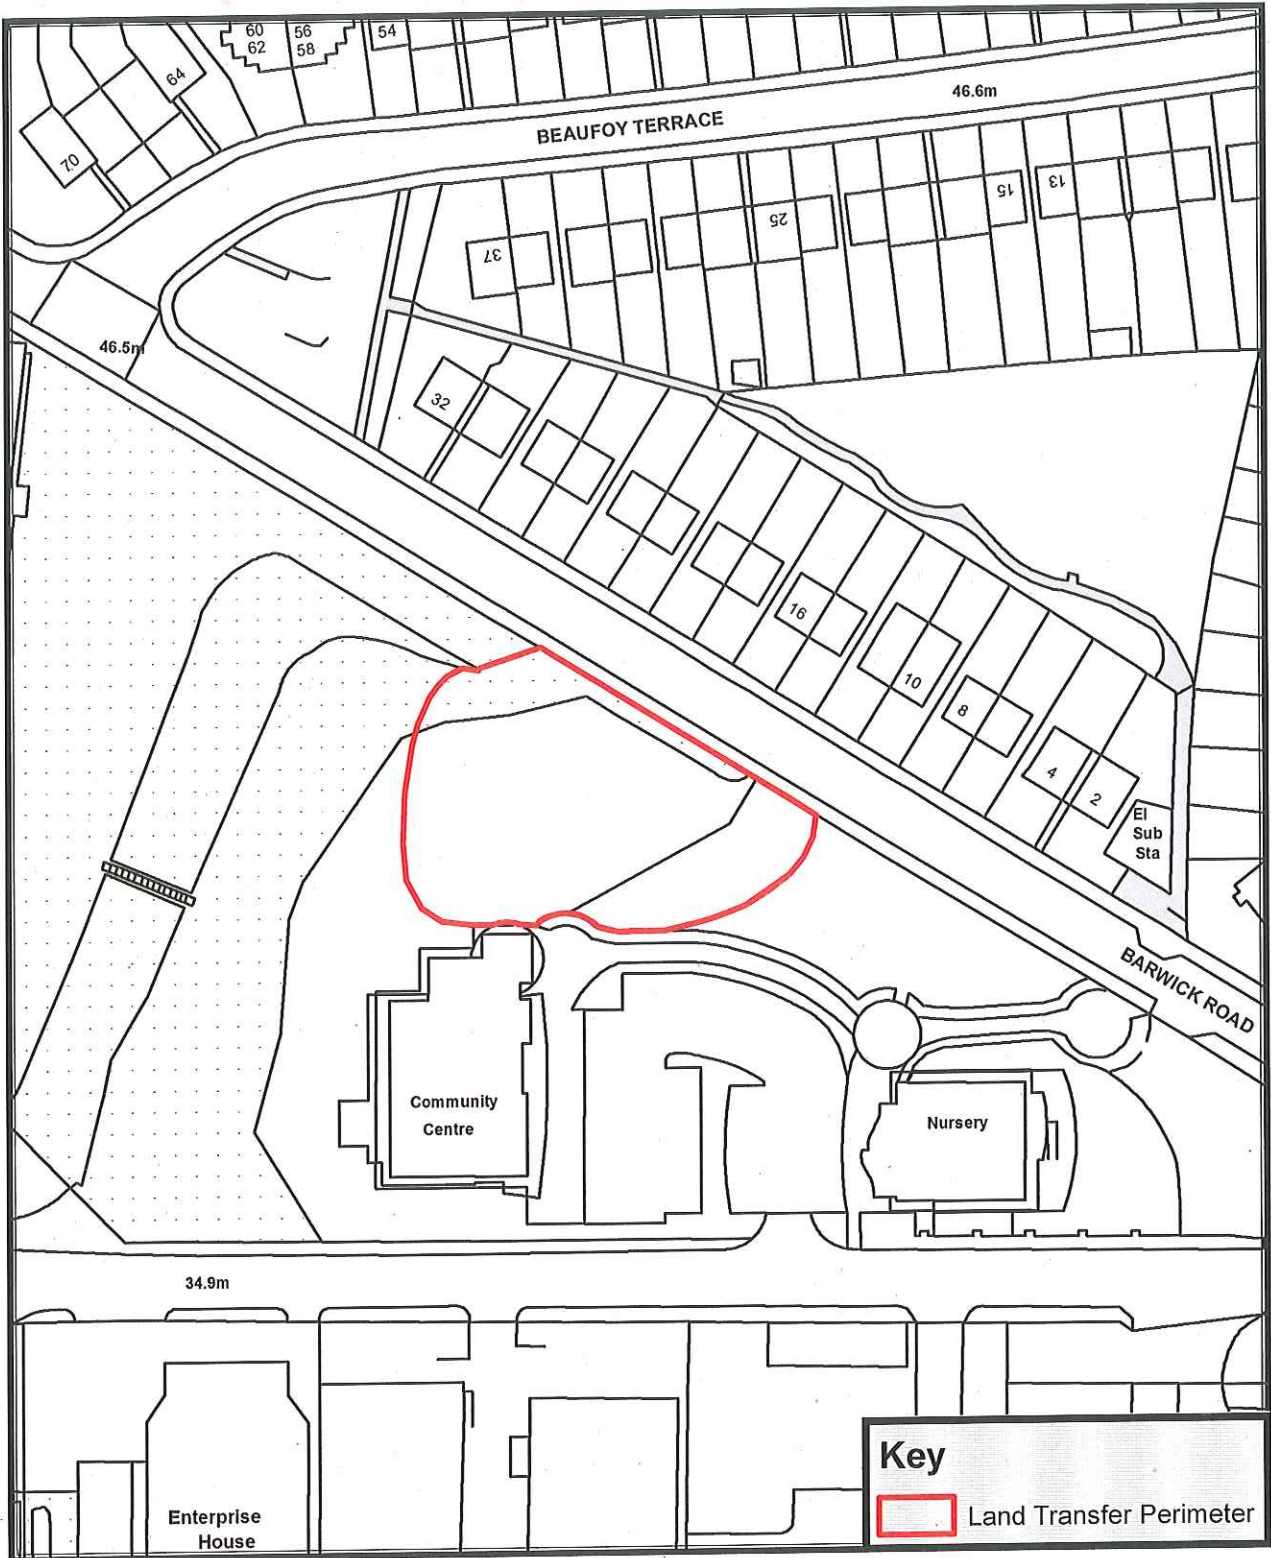 60
56
62
58
54
64
70
46.6m
BEAUFOY TERRACE
15
13
25
37
46.5m
32
16
10
8
4
2
El
Sub
Sta
BARWICK ROAD
Community
Centre
Nursery
34.9m
Enterprise
House
Key
Land Transfer Perimeter